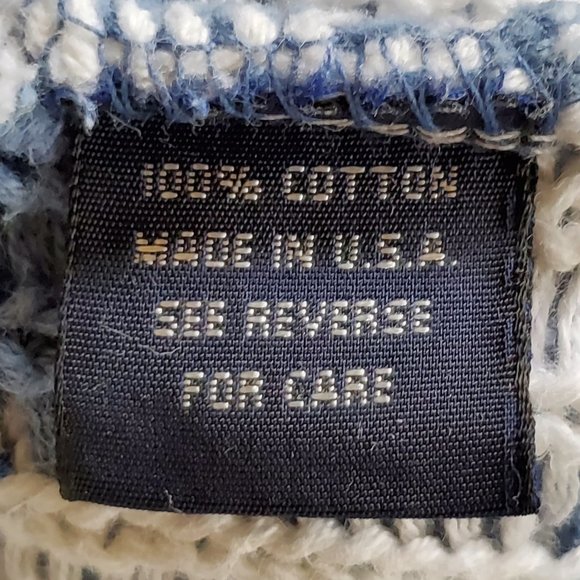 100% COTTON
MADE IN U.S.A.
SEE REVERSE
FOR CARE